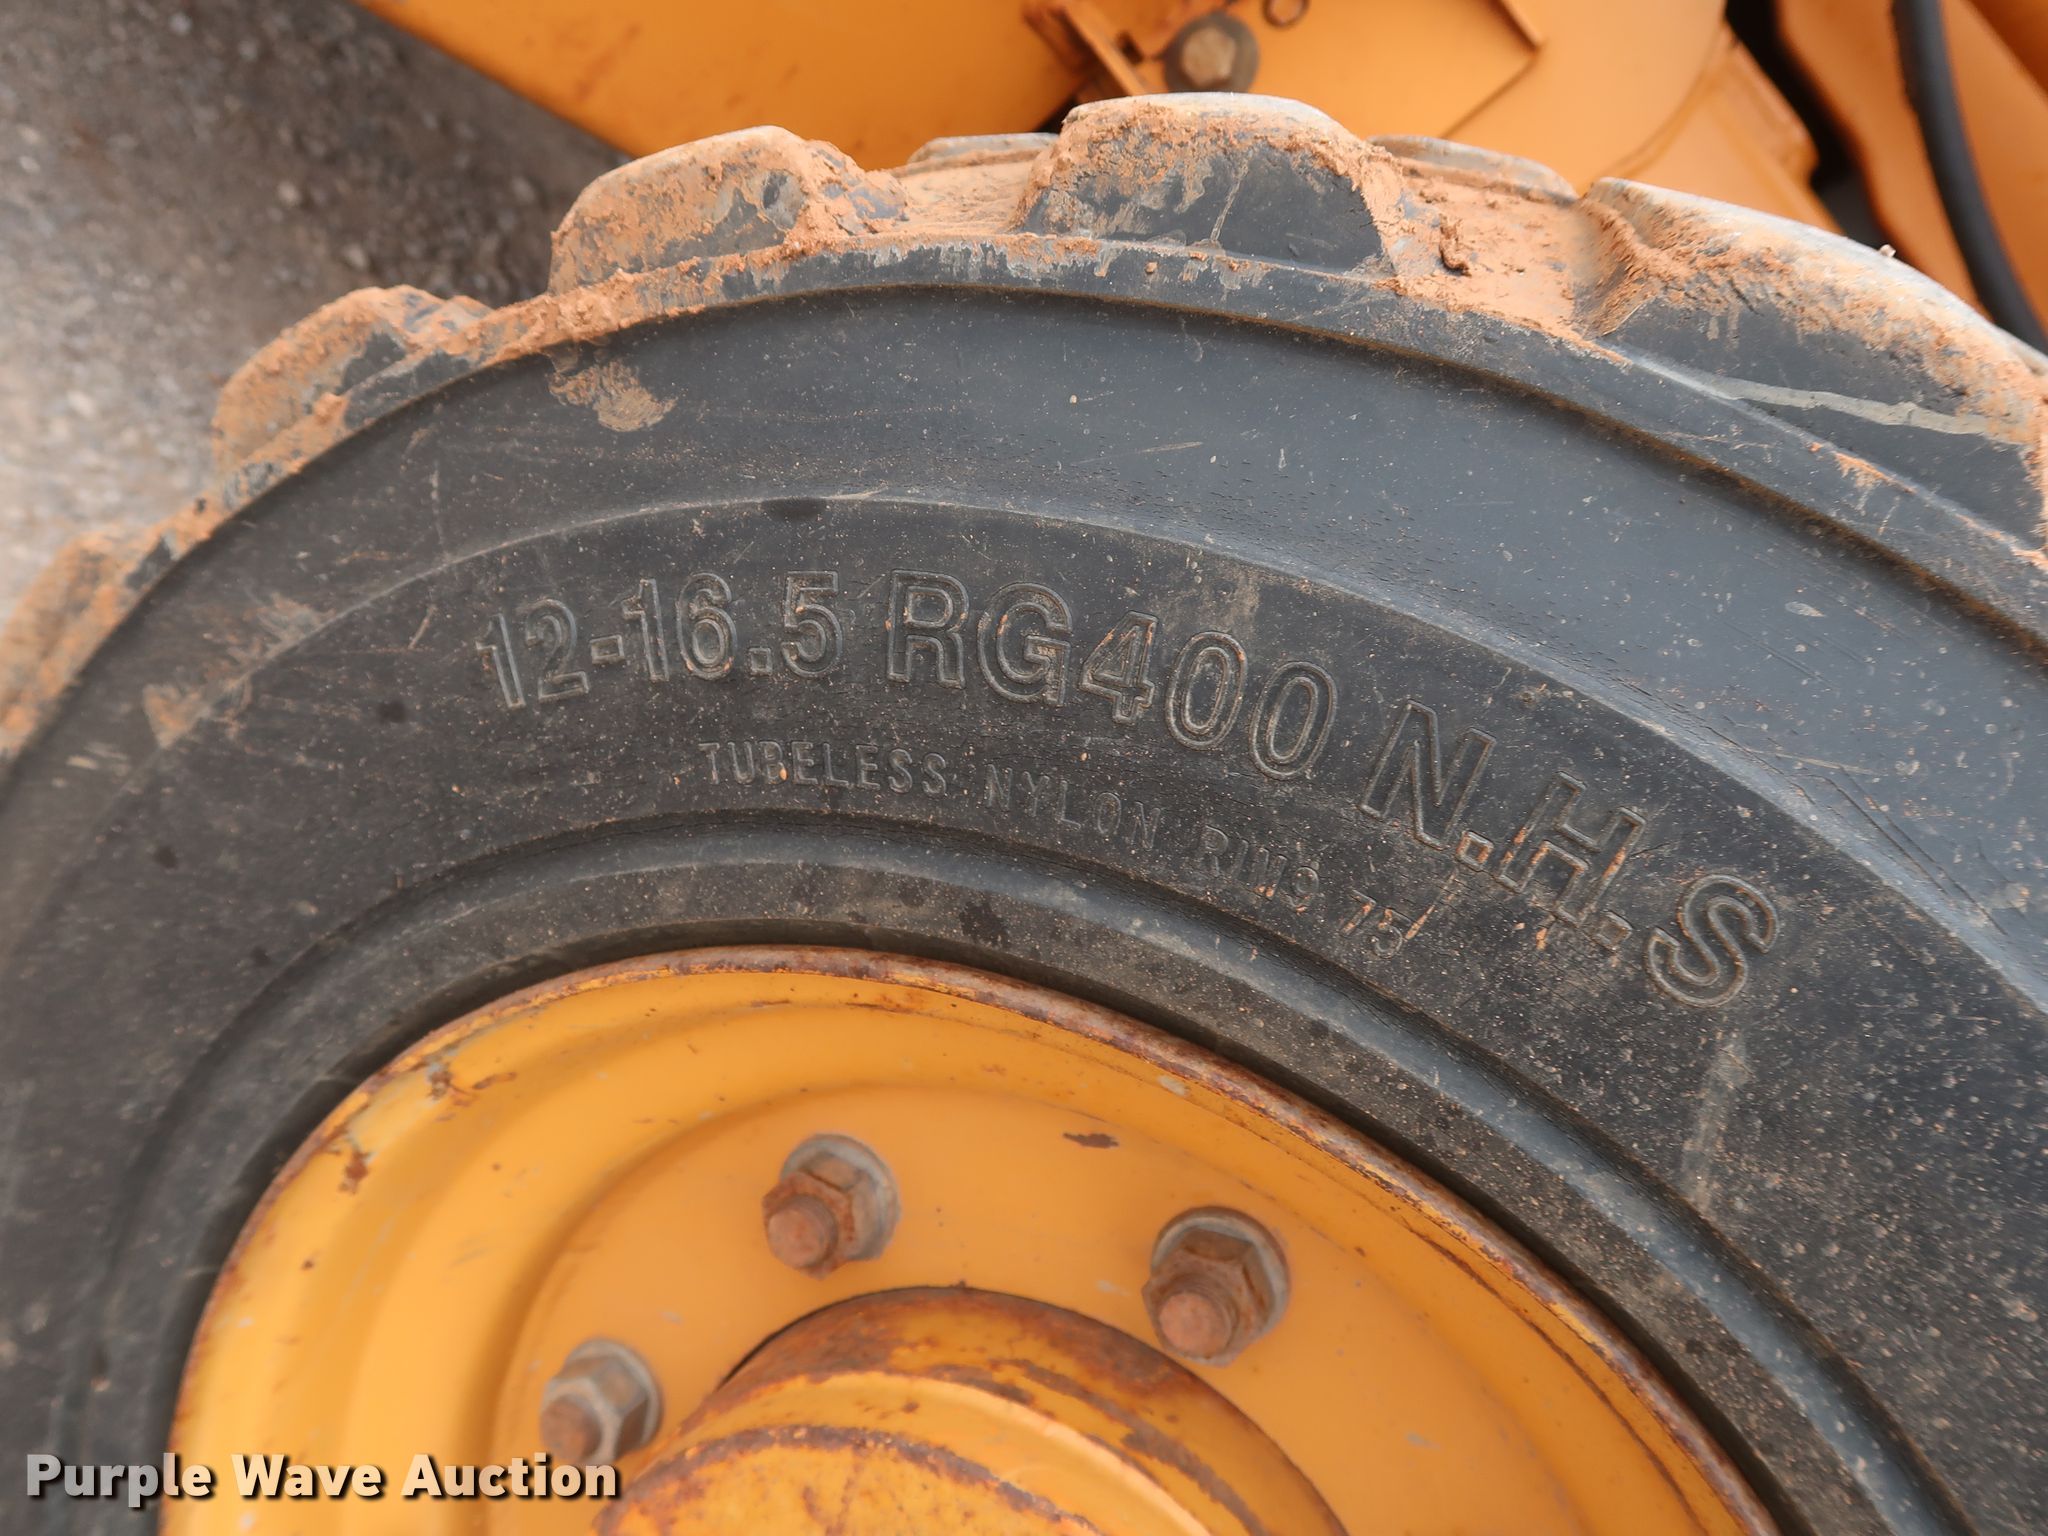 12-16.5 RG400 N.H.S
TUBELESS NYLON RIM9.75
Purple Wave Auction